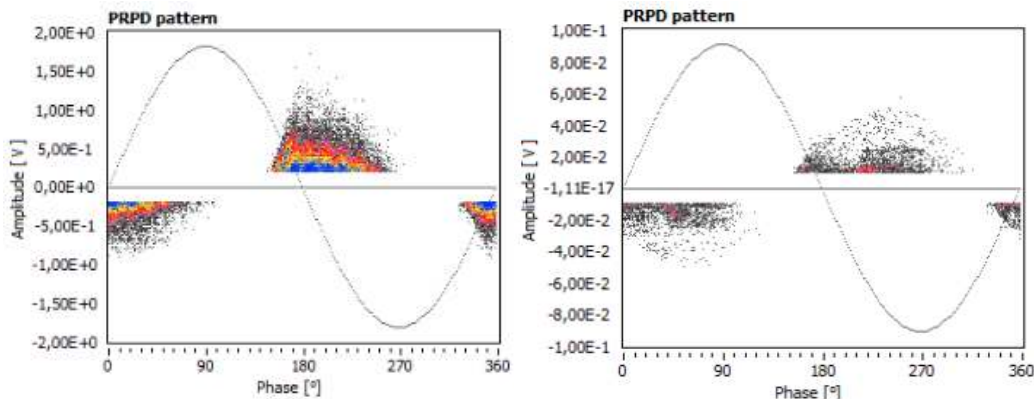 PRPD pattern
2,00E+0
1,50E+0
1,00E+0
5,00E-1
0,00E+0
-5,00E-1
-1,00E+0
-1,50E+0
-2,00E+0
Amplitude [ V ]
0 90 180 270 360
Phase [°]
PRPD pattern
1,00E-1
8,00E-2
6,00E-2
4,00E-2
2,00E-2
-1,11E-17
-2,00E-2
-4,00E-2
-6,00E-2
-8,00E-2
-1,00E-1
Amplitude [ V ]
0 90 180 270 360
Phase [°]